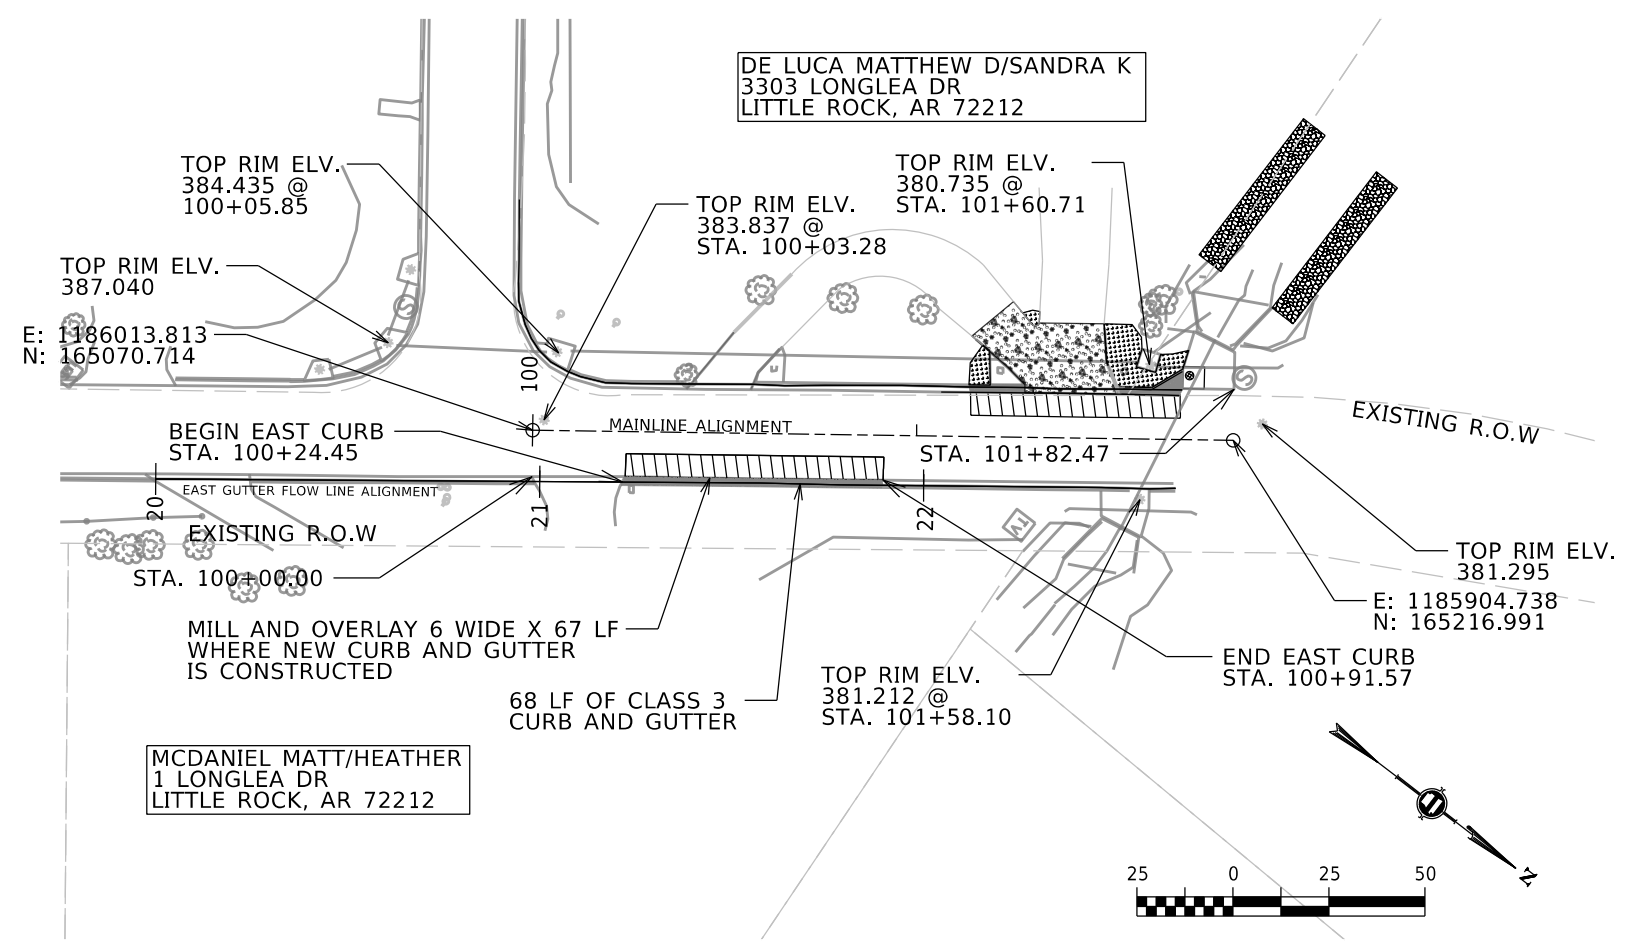 DE LUCA MATTHEW D/SANDRA K
3303 LONGLEA DR
LITTLE ROCK, AR 72212
TOP RIM ELV.
384.435 @
100+05.85
TOP RIM ELV.
383.837 @
STA. 100+03.28
TOP RIM ELV.
380.735 @
STA. 101+60.71
TOP RIM ELV.
387.040
E: 1186013.813
N: 165070.714
100
MAINLINE ALIGNMENT
EXISTING R.O.W
BEGIN EAST CURB
STA. 100+24.45
STA. 101+82.47
EAST GUTTER FLOW LINE ALIGNMENT
20
21
22
TV
EXISTING R.O.W
STA. 100+00.00
TOP RIM ELV.
381.295
E: 1185904.738
N: 165216.991
MILL AND OVERLAY 6 WIDE X 67 LF
WHERE NEW CURB AND GUTTER
IS CONSTRUCTED
68 LF OF CLASS 3
CURB AND GUTTER
TOP RIM ELV.
381.212 @
STA. 101+58.10
END EAST CURB
STA. 100+91.57
MCDANIEL MATT/HEATHER
1 LONGLEA DR
LITTLE ROCK, AR 72212
N
25 0 25 50
S
S